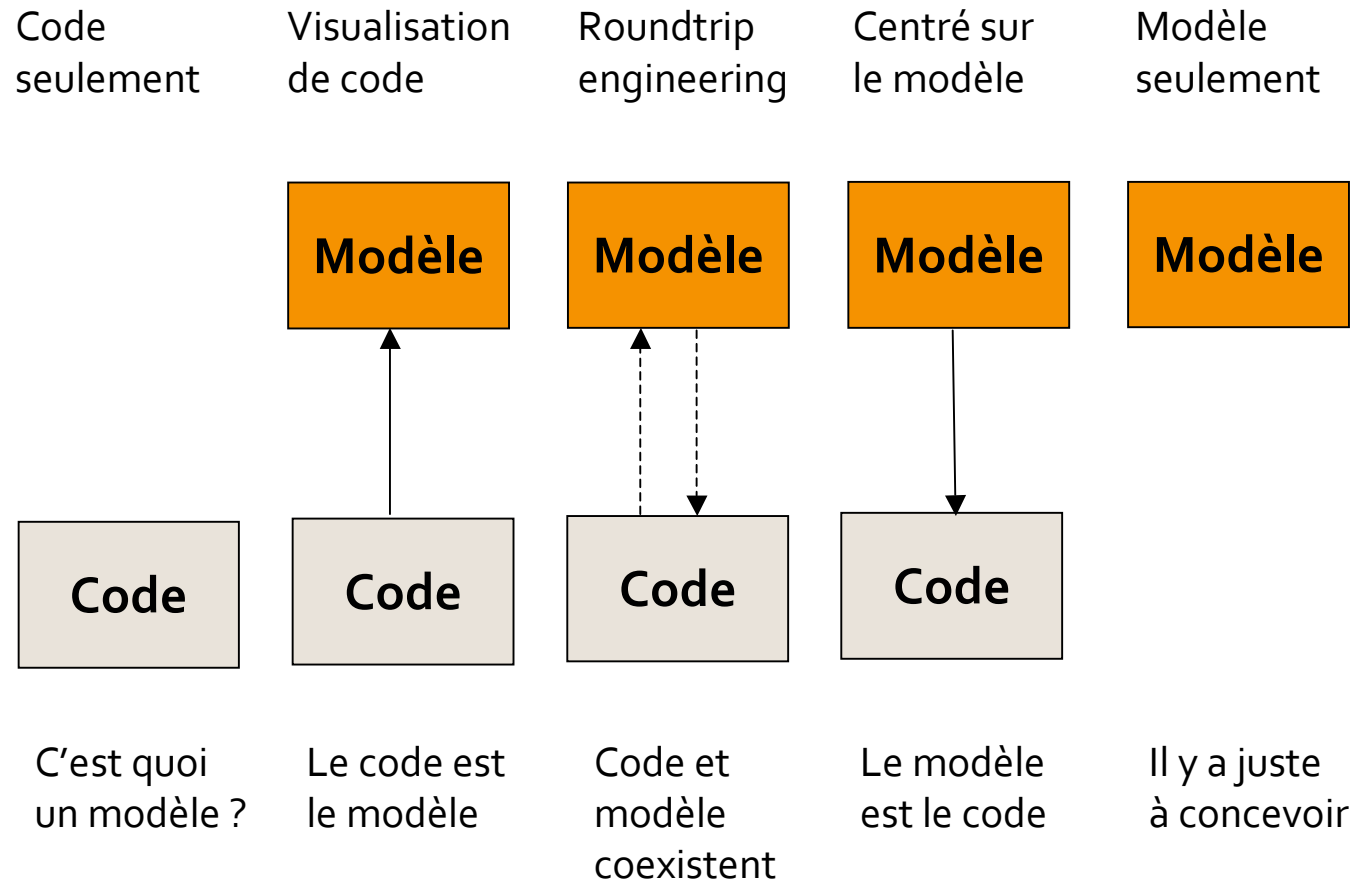 Code
seulement
Visualisation
de code
Roundtrip
engineering
Centré sur
le modèle
Modèle
seulement
Modèle
Modèle
Modèle
Modèle
Code
Code
Code
Code
C’est quoi
un modèle ?
Le code est
le modèle
Code et
modèle
coexistent
Le modèle
est le code
Il y a juste
à concevoir